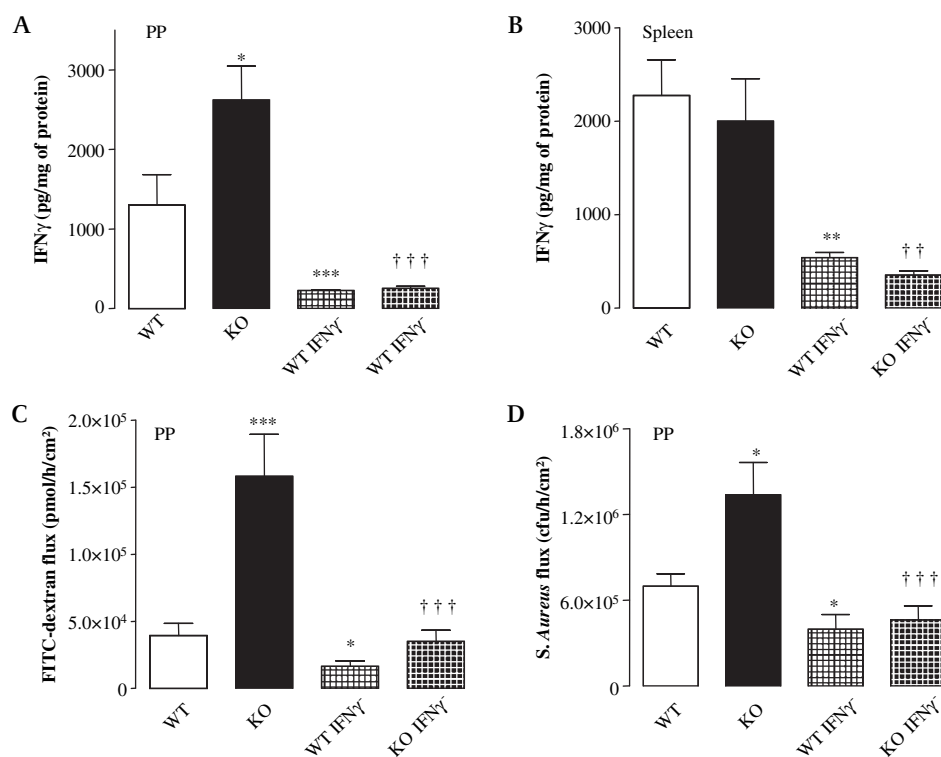 A
PP
IFNγ (pg/mg of protein)
3000
2000
1000
0
*
***
† † †
WT
KO
WT IFNγ-
WT IFNγ-
B
Spleen
IFNγ (pg/mg of protein)
3000
2000
1000
0
**
† †
WT
KO
WT IFNγ-
KO IFNγ-
C
PP
FITC-dextran flux (pmol/h/cm²)
2.0×10⁵
1.5×10⁵
1.0×10⁵
5.0×10⁴
0
***
*
† † †
WT
KO
WT IFNγ-
KO IFNγ-
D
PP
S. Aureus flux (cfu/h/cm²)
1.8×10⁶
1.2×10⁶
6.0×10⁵
0
*
*
† † †
WT
KO
WT IFNγ-
KO IFNγ-